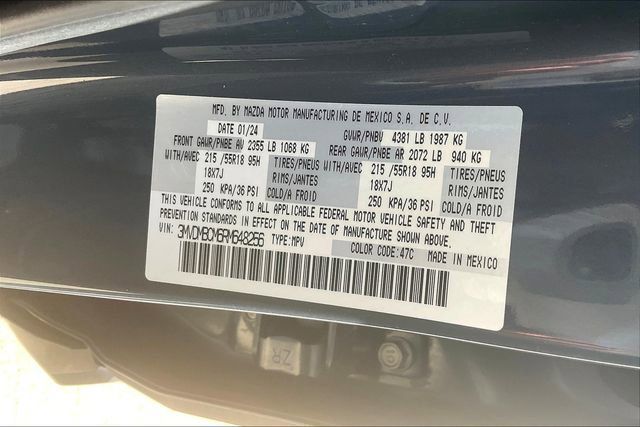 MFD. BY MAZDA MOTOR MANUFACTURING DE MEXICO S.A. DE C.V.
DATE 01/24 GVWR/PNBV 4381 LB 1987 KG
FRONT GAWR/PNBE AV 2355 LB 1068 KG REAR GAWR/PNBE AR 2072 LB 940 KG
WITH/AVEC 215 /55R18 95H TIRES/PNEUS WITH/AVEC 215 /55R18 95H TIRES/PNEUS
18X7J RIMS/JANTES 18X7J RIMS/JANTES
250 KPA/36 PSI COLD/A FROID 250 KPA/36 PSI COLD/A FROID
THIS VEHICLE CONFORMS TO ALL APPLICABLE FEDERAL MOTOR VEHICLE SAFETY AND THEFT
PREVENTION STANDARDS IN EFFECT ON THE DATE OF MANUFACTURE SHOWN ABOVE.
VIN: 3MVDMBCM6RM648256 TYPE:MPV COLOR CODE:47C MADE IN MEXICO
ZR